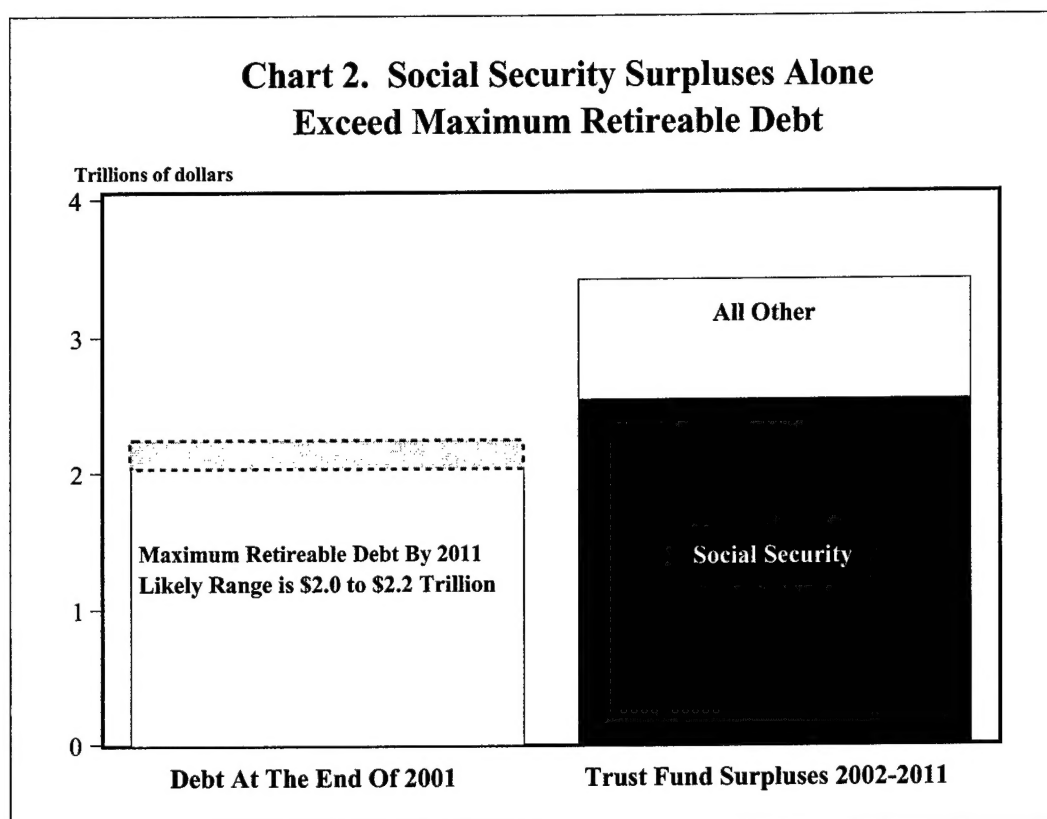 Chart 2. Social Security Surpluses Alone
Exceed Maximum Retireable Debt
Trillions of dollars
4
3
2
1
0
Maximum Retireable Debt By 2011
Likely Range is $2.0 to $2.2 Trillion
All Other
Social Security
Debt At The End Of 2001
Trust Fund Surpluses 2002-2011